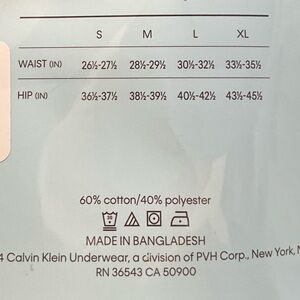 S M L XL
WAIST (IN) 26½-27½ 28½-29½ 30½-32½ 33½-35½
HIP (IN) 36½-37½ 38½-39½ 40½-42½ 43½-45½
60% cotton/40% polyester
MADE IN BANGLADESH
4 Calvin Klein Underwear, a division of PVH Corp., New York, N
RN 36543 CA 50900